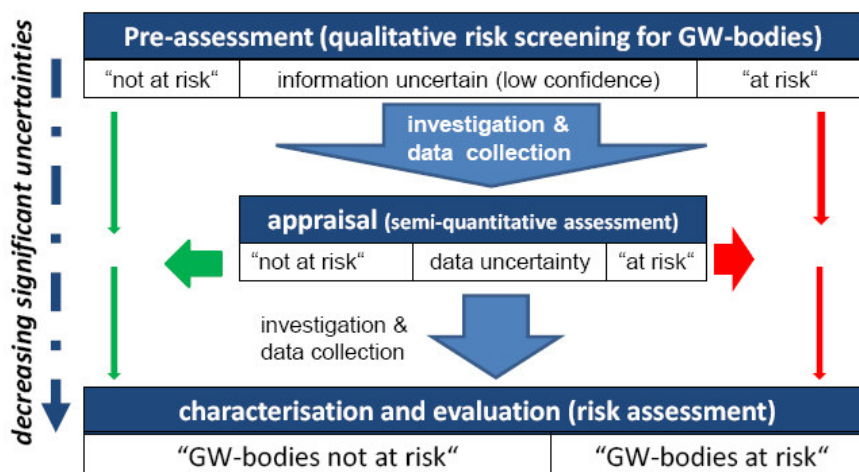 Pre-assessment (qualitative risk screening for GW-bodies)
“not at risk“
information uncertain (low confidence)
“at risk“
investigation &
data collection
appraisal (semi-quantitative assessment)
“not at risk“
data uncertainty
“at risk“
investigation &
data collection
characterisation and evaluation (risk assessment)
“GW-bodies not at risk“
“GW-bodies at risk“
decreasing significant uncertainties